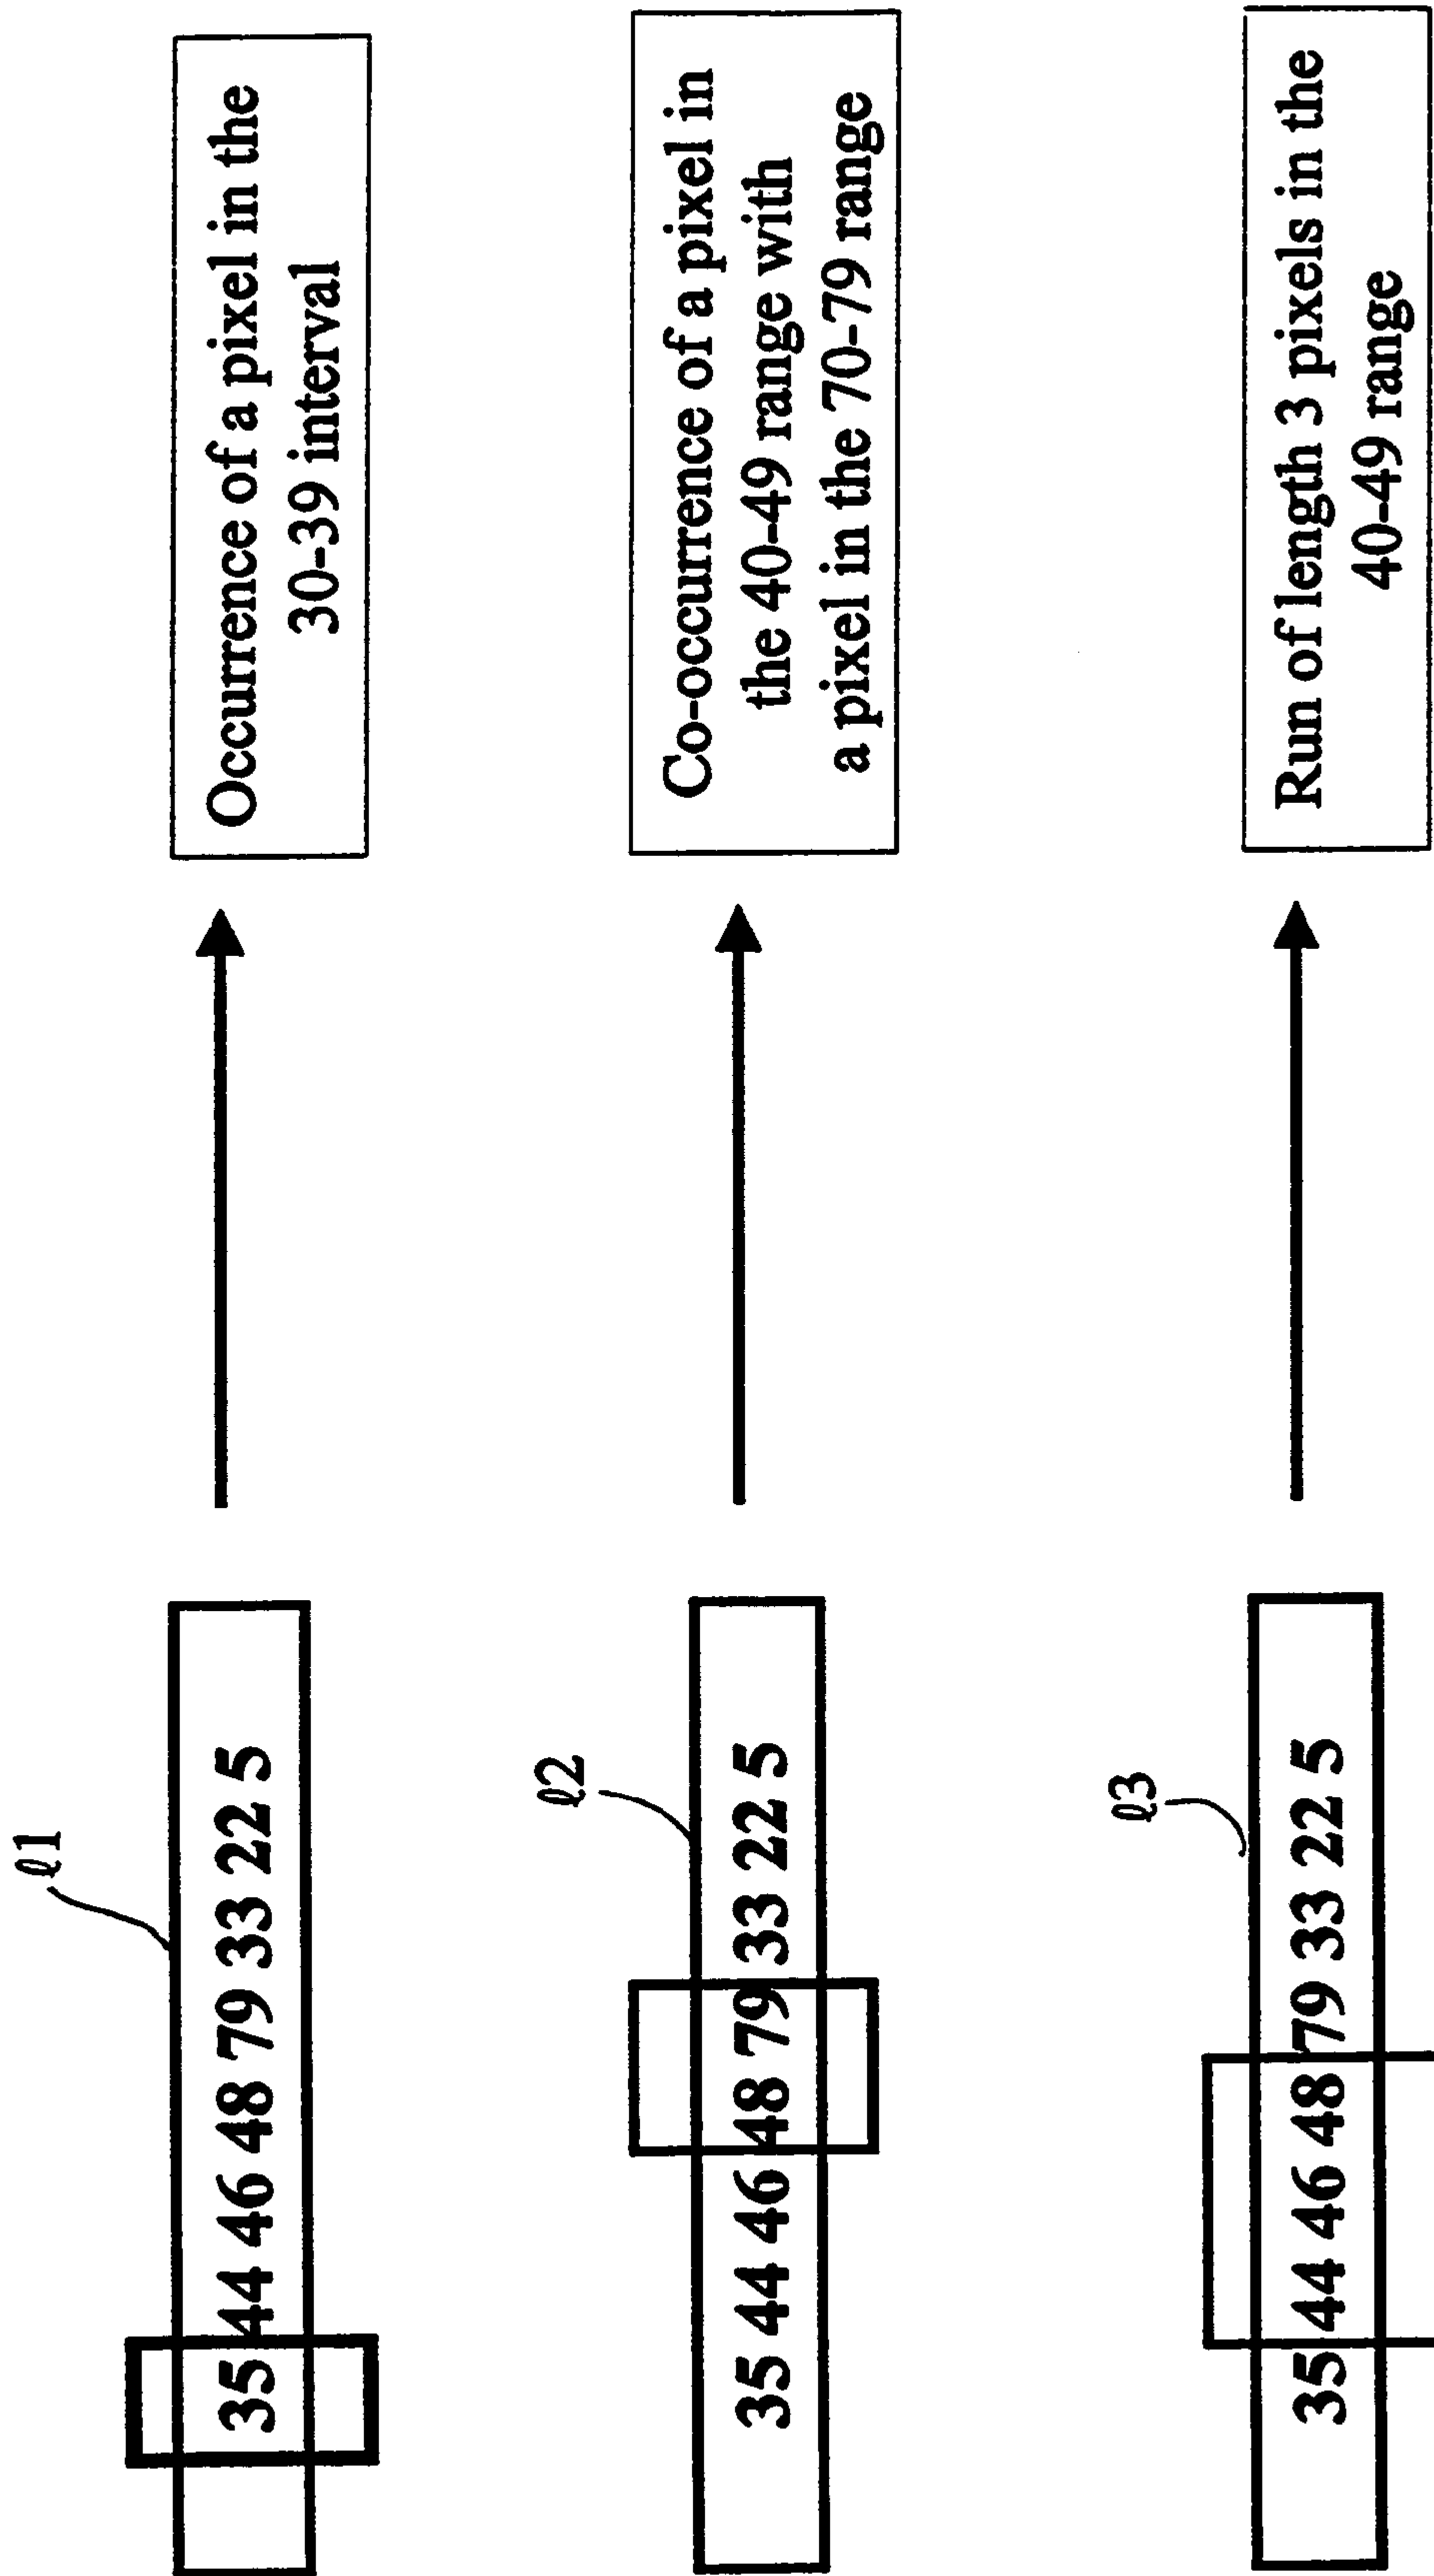 ℓ1
35 44 46 48 79 33 22 5
Occurrence of a pixel in the
30-39 interval
ℓ2
35 44 46 48 79 33 22 5
Co-occurrence of a pixel in
the 40-49 range with
a pixel in the 70-79 range
ℓ3
35 44 46 48 79 33 22 5
Run of length 3 pixels in the
40-49 range